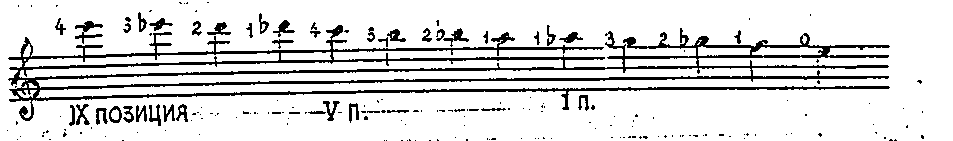 4 3♭ 2 1♭ 4 3 2♭ 1 1♭ 3 2♭ 1 0
IX ПОЗИЦИЯ V П. I П.